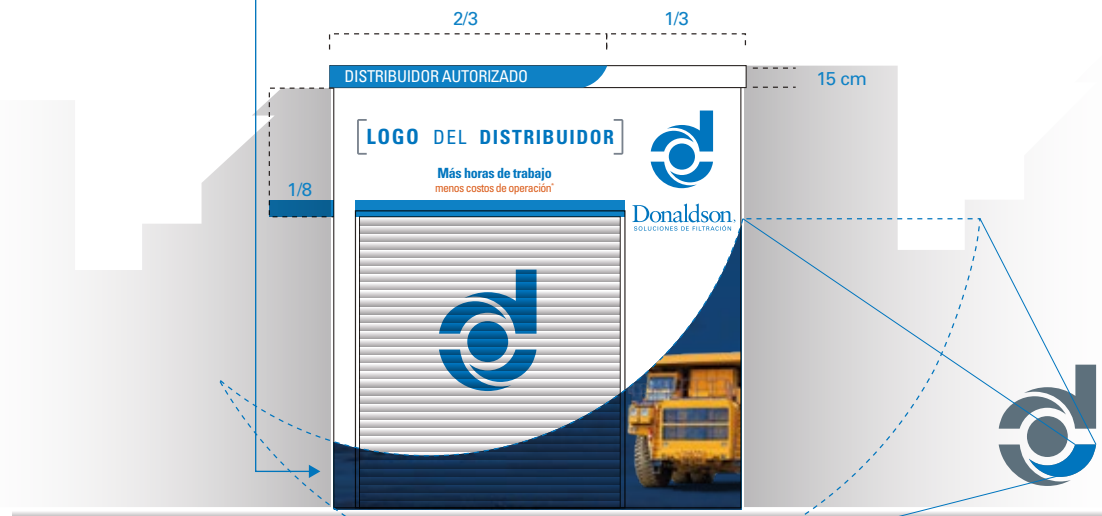 2/3
1/3
DISTRIBUIDOR AUTORIZADO
15 cm
[LOGO DEL DISTRIBUIDOR]
Más horas de trabajo
menos costos de operación*
1/8
Donaldson.
SOLUCIONES DE FILTRACIÓN